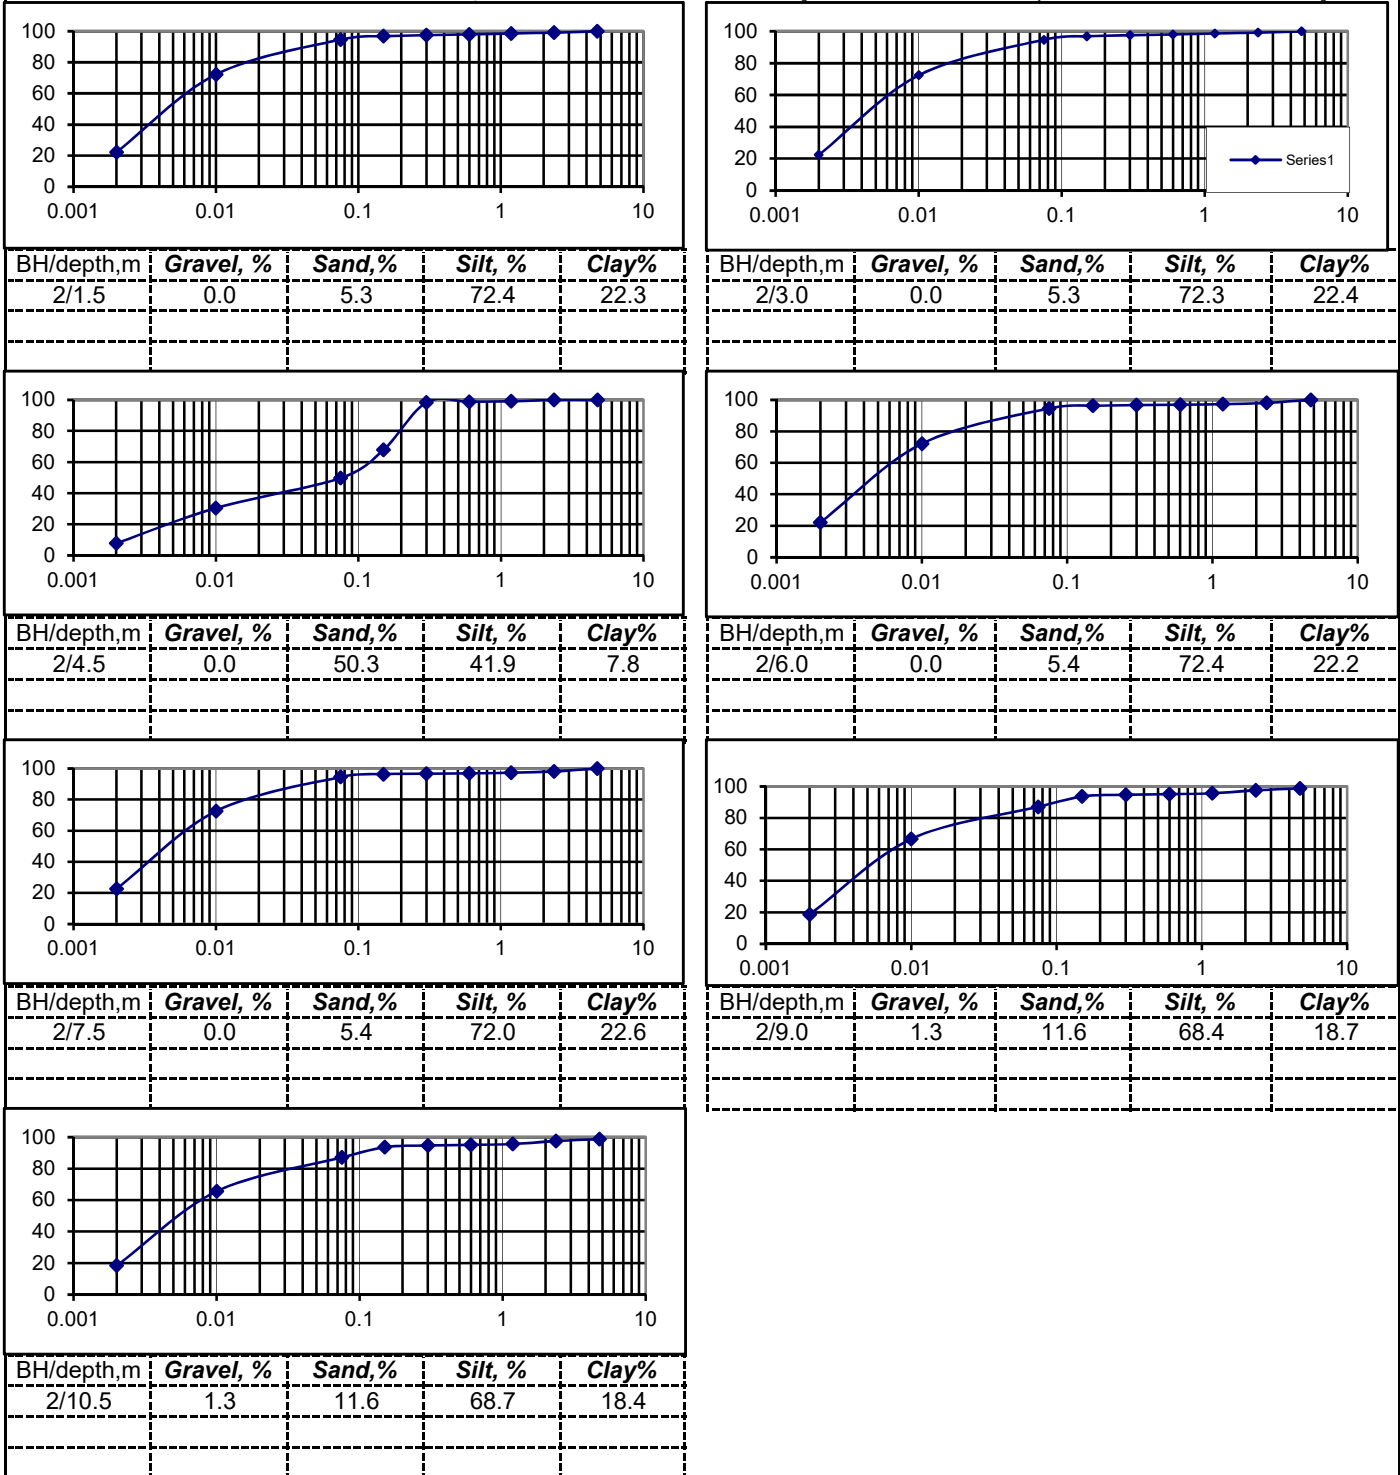 100
80
60
40
20
0
0.001 0.01 0.1 1 10
BH/depth,m Gravel, % Sand,% Silt, % Clay%
2/1.5 0.0 5.3 72.4 22.3
100
80
60
40
20
0
0.001 0.01 0.1 1 10
Series1
BH/depth,m Gravel, % Sand,% Silt, % Clay%
2/3.0 0.0 5.3 72.3 22.4
100
80
60
40
20
0
0.001 0.01 0.1 1 10
BH/depth,m Gravel, % Sand,% Silt, % Clay%
2/4.5 0.0 50.3 41.9 7.8
100
80
60
40
20
0
0.001 0.01 0.1 1 10
BH/depth,m Gravel, % Sand,% Silt, % Clay%
2/6.0 0.0 5.4 72.4 22.2
100
80
60
40
20
0
0.001 0.01 0.1 1 10
BH/depth,m Gravel, % Sand,% Silt, % Clay%
2/7.5 0.0 5.4 72.0 22.6
100
80
60
40
20
0
0.001 0.01 0.1 1 10
BH/depth,m Gravel, % Sand,% Silt, % Clay%
2/9.0 1.3 11.6 68.4 18.7
100
80
60
40
20
0
0.001 0.01 0.1 1 10
BH/depth,m Gravel, % Sand,% Silt, % Clay%
2/10.5 1.3 11.6 68.7 18.4